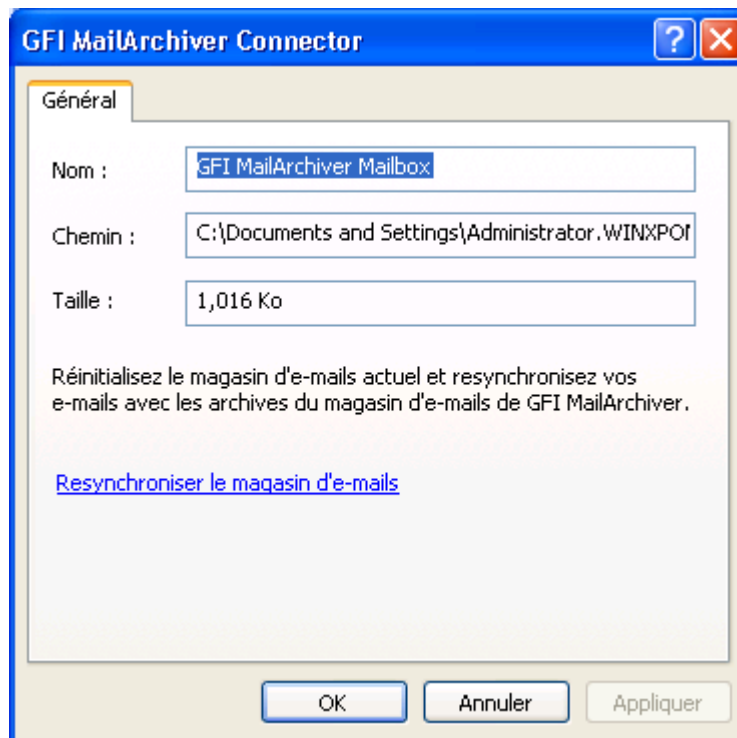 GFI MailArchiver Connector
Général
Nom : GFI MailArchiver Mailbox
Chemin : C:\Documents and Settings\Administrator.WINXPO
Taille : 1,016 Ko
Réinitialisez le magasin d'e-mails actuel et resynchronisez vos
e-mails avec les archives du magasin d'e-mails de GFI MailArchiver.
Resynchroniser le magasin d'e-mails
OK Annuler Appliquer